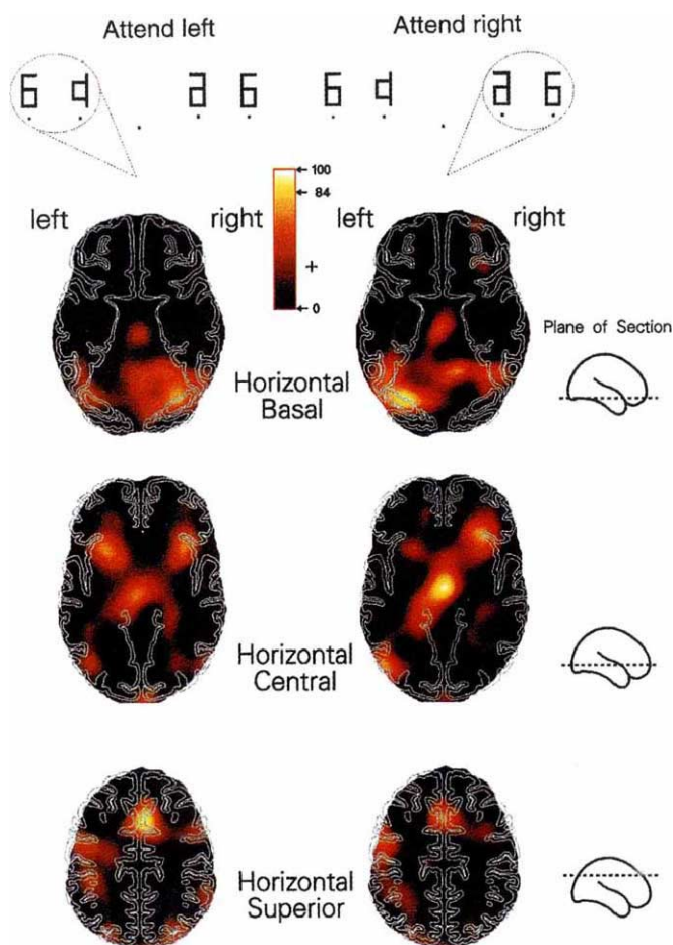 Attend left
Attend right
left
right
100
84
+
0
left
right
Plane of Section
Horizontal
Basal
Horizontal
Central
Horizontal
Superior